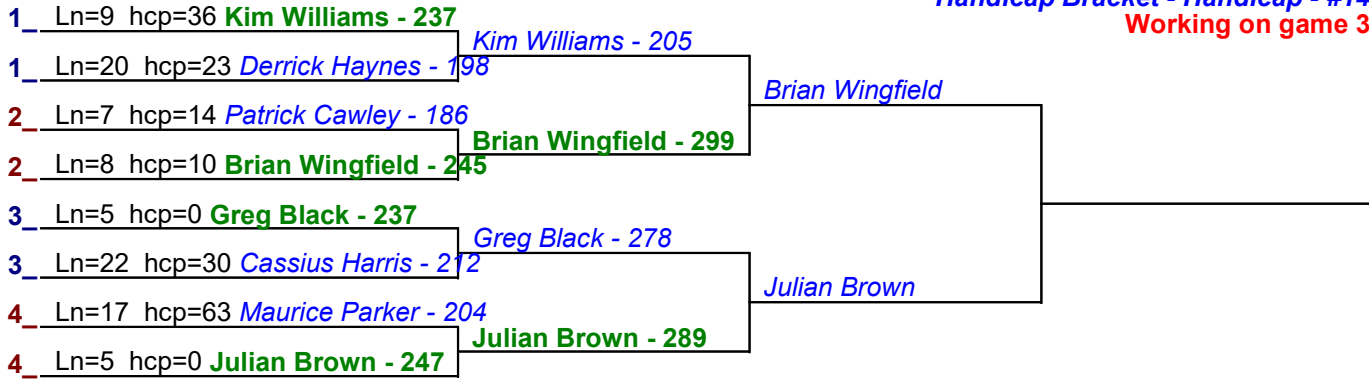 Handicap Bracket - Handicap - #14
Working on game 3
1_ Ln=9 hcp=36 Kim Williams - 237
Kim Williams - 205
1_ Ln=20 hcp=23 Derrick Haynes - 198
Brian Wingfield
2_ Ln=7 hcp=14 Patrick Cawley - 186
Brian Wingfield - 299
2_ Ln=8 hcp=10 Brian Wingfield - 245
3_ Ln=5 hcp=0 Greg Black - 237
Greg Black - 278
3_ Ln=22 hcp=30 Cassius Harris - 212
Julian Brown
4_ Ln=17 hcp=63 Maurice Parker - 204
Julian Brown - 289
4_ Ln=5 hcp=0 Julian Brown - 247